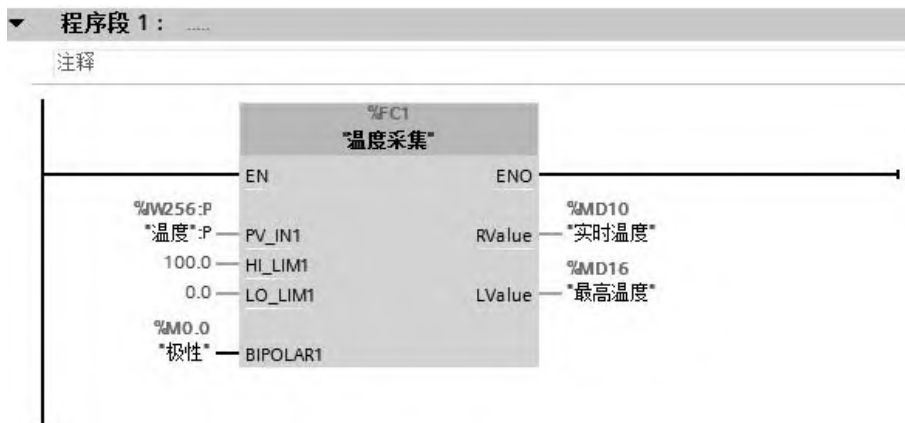 程序段 1： .....
注释
%FC1
"温度采集"
EN ENO
%IW256:P
"温度":P PV_IN1
%MD10
RValue "实时温度"
100.0 HI_LIM1
%MD16
0.0 LO_LIM1 LValue "最高温度"
%M0.0
"极性" BIPOLAR1